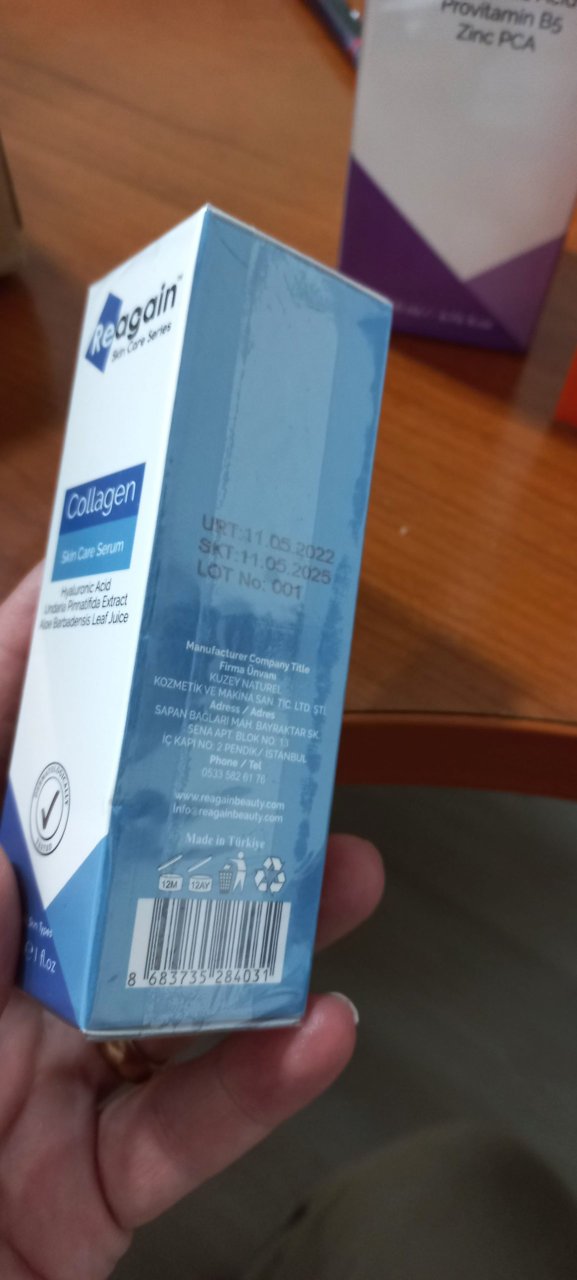 Provitamin B5
Zinc PCA
Reagain™
Skin Care Series
Collagen
Skin Care Serum
Hyaluronic Acid
Undaria Pinnatifida Extract
Aloe Barbadensis Leaf Juice
Skin Types
1 fl.oz
URT:11.05.2022
SKT:11.05.2025
LOT No: 001
Manufacturer Company Title
Firma Ünvanı
KUZEY NATUREL
KOZMETİK VE MAKİNA SAN. TİC. LTD. ŞTİ.
Adress / Adres
SAPAN BAĞLARI MAH. BAYRAKTAR SK.
SENA APT. BLOK NO: 13
İÇ KAPI NO: 2 PENDİK/ İSTANBUL
Phone / Tel
0533 582 61 76
www.reagainbeauty.com
info@reagainbeauty.com
Made in Türkiye
12M 12AY
8 683735 284031